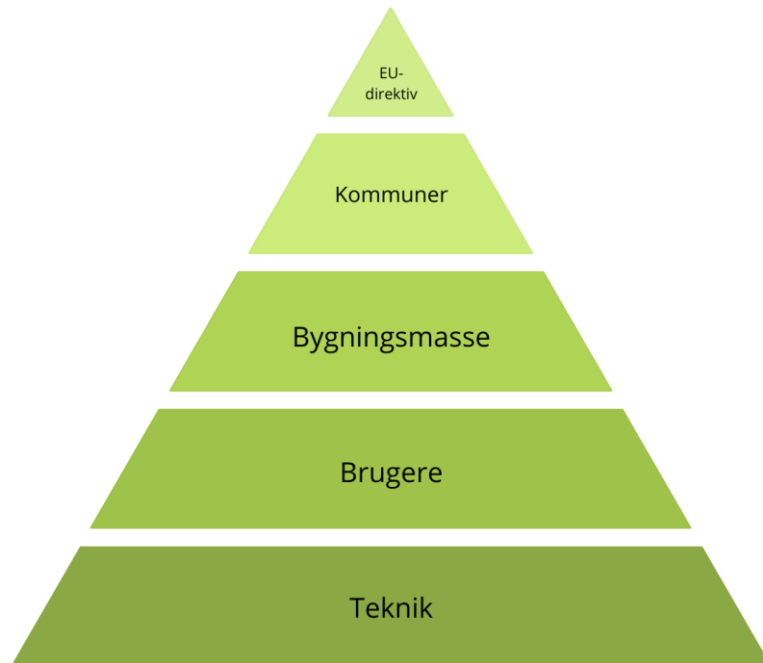 EU-
direktiv
Kommuner
Bygningsmasse
Brugere
Teknik